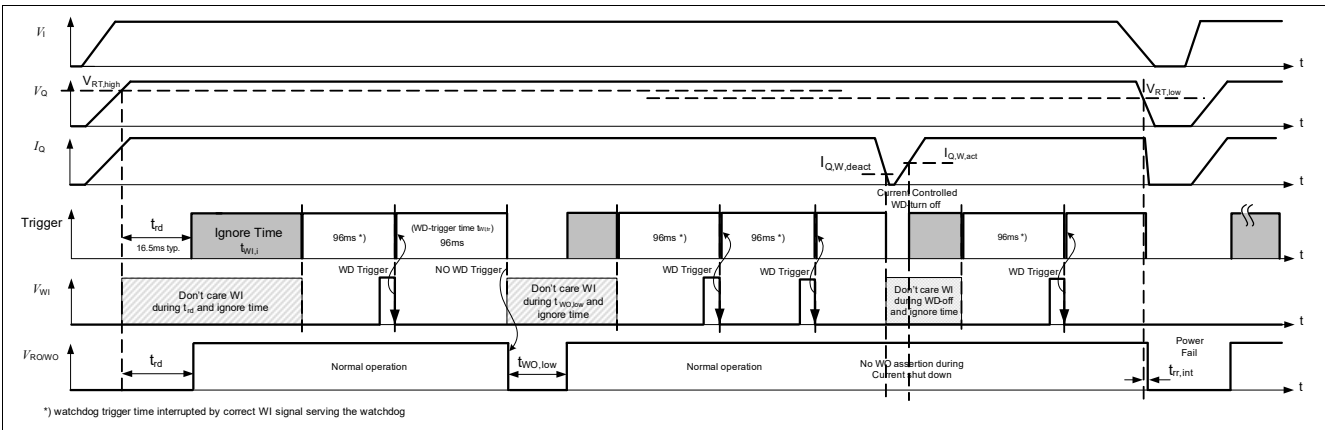 VI
t
VRT,high
VQ
VRT,low
t
IQ
IQ,W,deact
IQ,W,act
t
Current Controlled
WD-turn off
Trigger
trd
16.5ms typ.
Ignore Time
tWI,i
96ms *)
(WD-trigger time tWI,tr)
96ms
96ms *)
96ms *)
96ms *)
t
WD Trigger
NO WD Trigger
WD Trigger
WD Trigger
WD Trigger
VWI
Don't care WI
during trd and ignore time
Don't care WI
during t WO,low and
ignore time
Don't care WI
during WD-off
and ignore time
t
VRO/WO
trd
Normal operation
tWO,low
Normal operation
No WO assertion during
Current shut down
Power
Fail
trr,int
t
*) watchdog trigger time interrupted by correct WI signal serving the watchdog